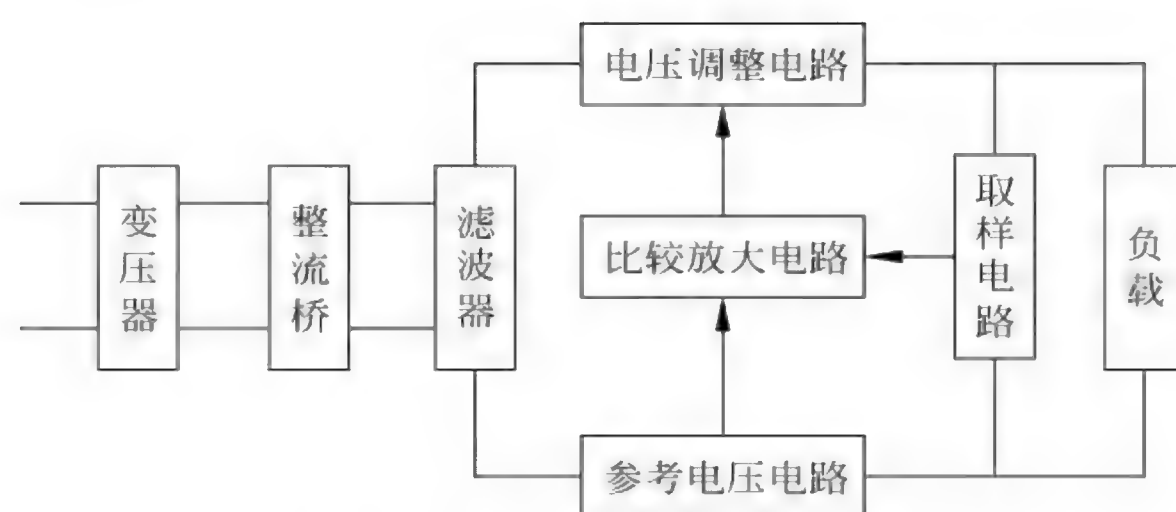 变压器
整流桥
滤波器
电压调整电路
比较放大电路
参考电压电路
取样电路
负载